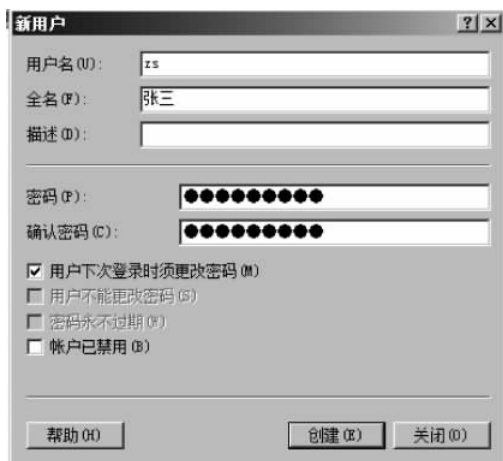 新用户
用户名(U): zs
全名(F): 张三
描述(D):
密码(P): ●●●●●●●●●
确认密码(C): ●●●●●●●●●
用户下次登录时须更改密码(M)
用户不能更改密码(S)
密码永不过期(W)
帐户已禁用(B)
帮助(H) 创建(E) 关闭(O)